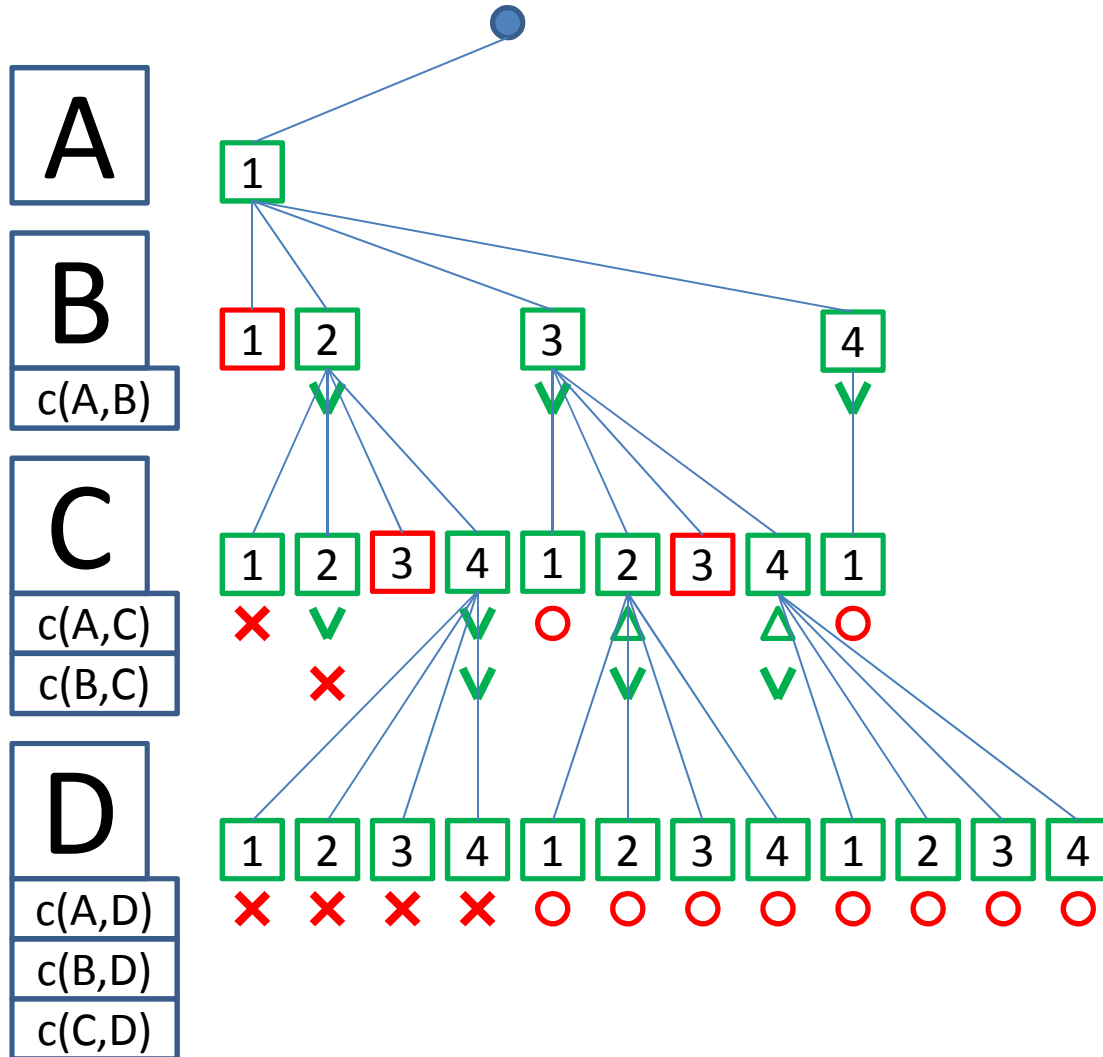 A
1
B
1 2 3 4
c(A,B)
C
1 2 3 4 1 2 3 4 1
c(A,C)
c(B,C)
D
1 2 3 4 1 2 3 4 1 2 3 4
c(A,D)
c(B,D)
c(C,D)